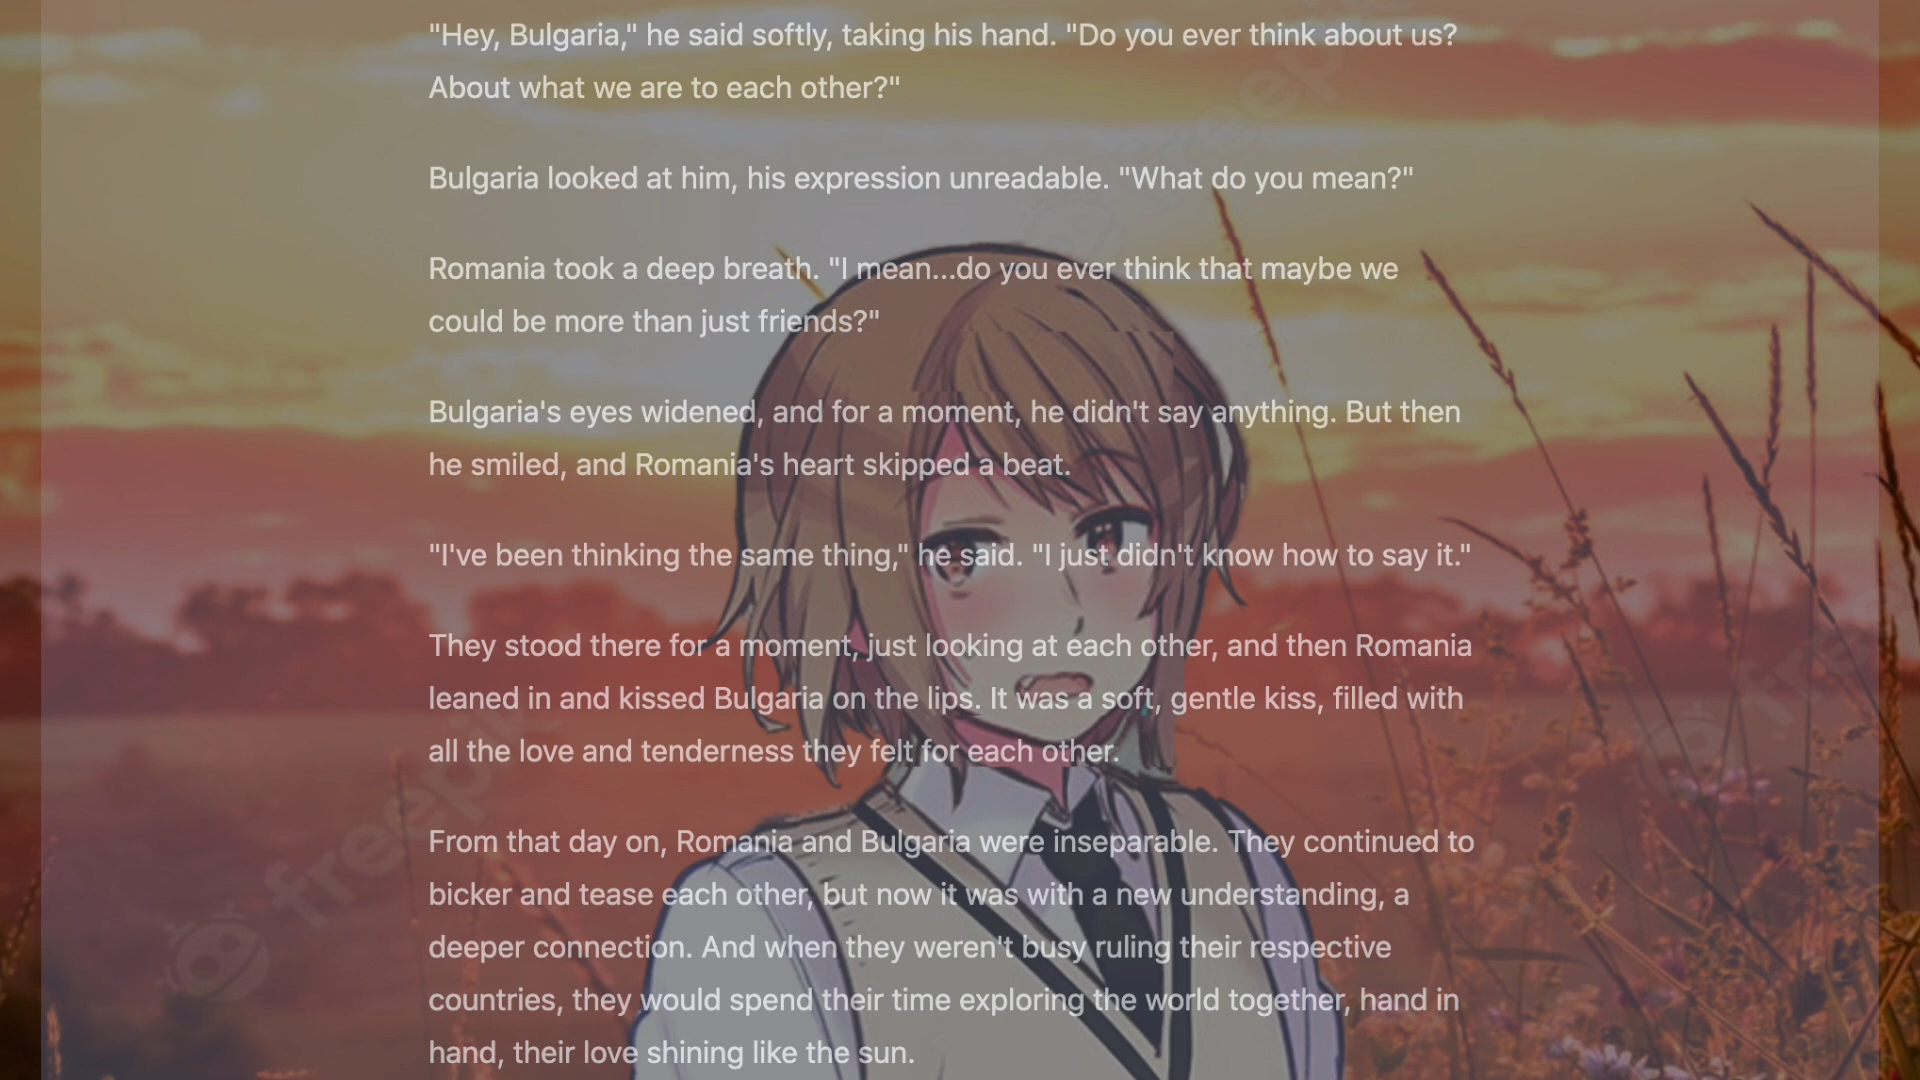 "Hey, Bulgaria," he said softly, taking his hand. "Do you ever think about us?
About what we are to each other?"
Bulgaria looked at him, his expression unreadable. "What do you mean?"
Romania took a deep breath. "I mean...do you ever think that maybe we
could be more than just friends?"
Bulgaria's eyes widened, and for a moment, he didn't say anything. But then
he smiled, and Romania's heart skipped a beat.
"I've been thinking the same thing," he said. "I just didn't know how to say it."
They stood there for a moment, just looking at each other, and then Romania
leaned in and kissed Bulgaria on the lips. It was a soft, gentle kiss, filled with
all the love and tenderness they felt for each other.
From that day on, Romania and Bulgaria were inseparable. They continued to
bicker and tease each other, but now it was with a new understanding, a
deeper connection. And when they weren't busy ruling their respective
countries, they would spend their time exploring the world together, hand in
hand, their love shining like the sun.
freepik